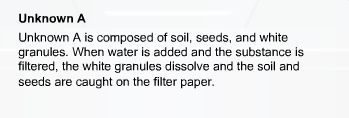 Unknown A
Unknown A is composed of soil, seeds, and white
granules. When water is added and the substance is
filtered, the white granules dissolve and the soil and
seeds are caught on the filter paper.